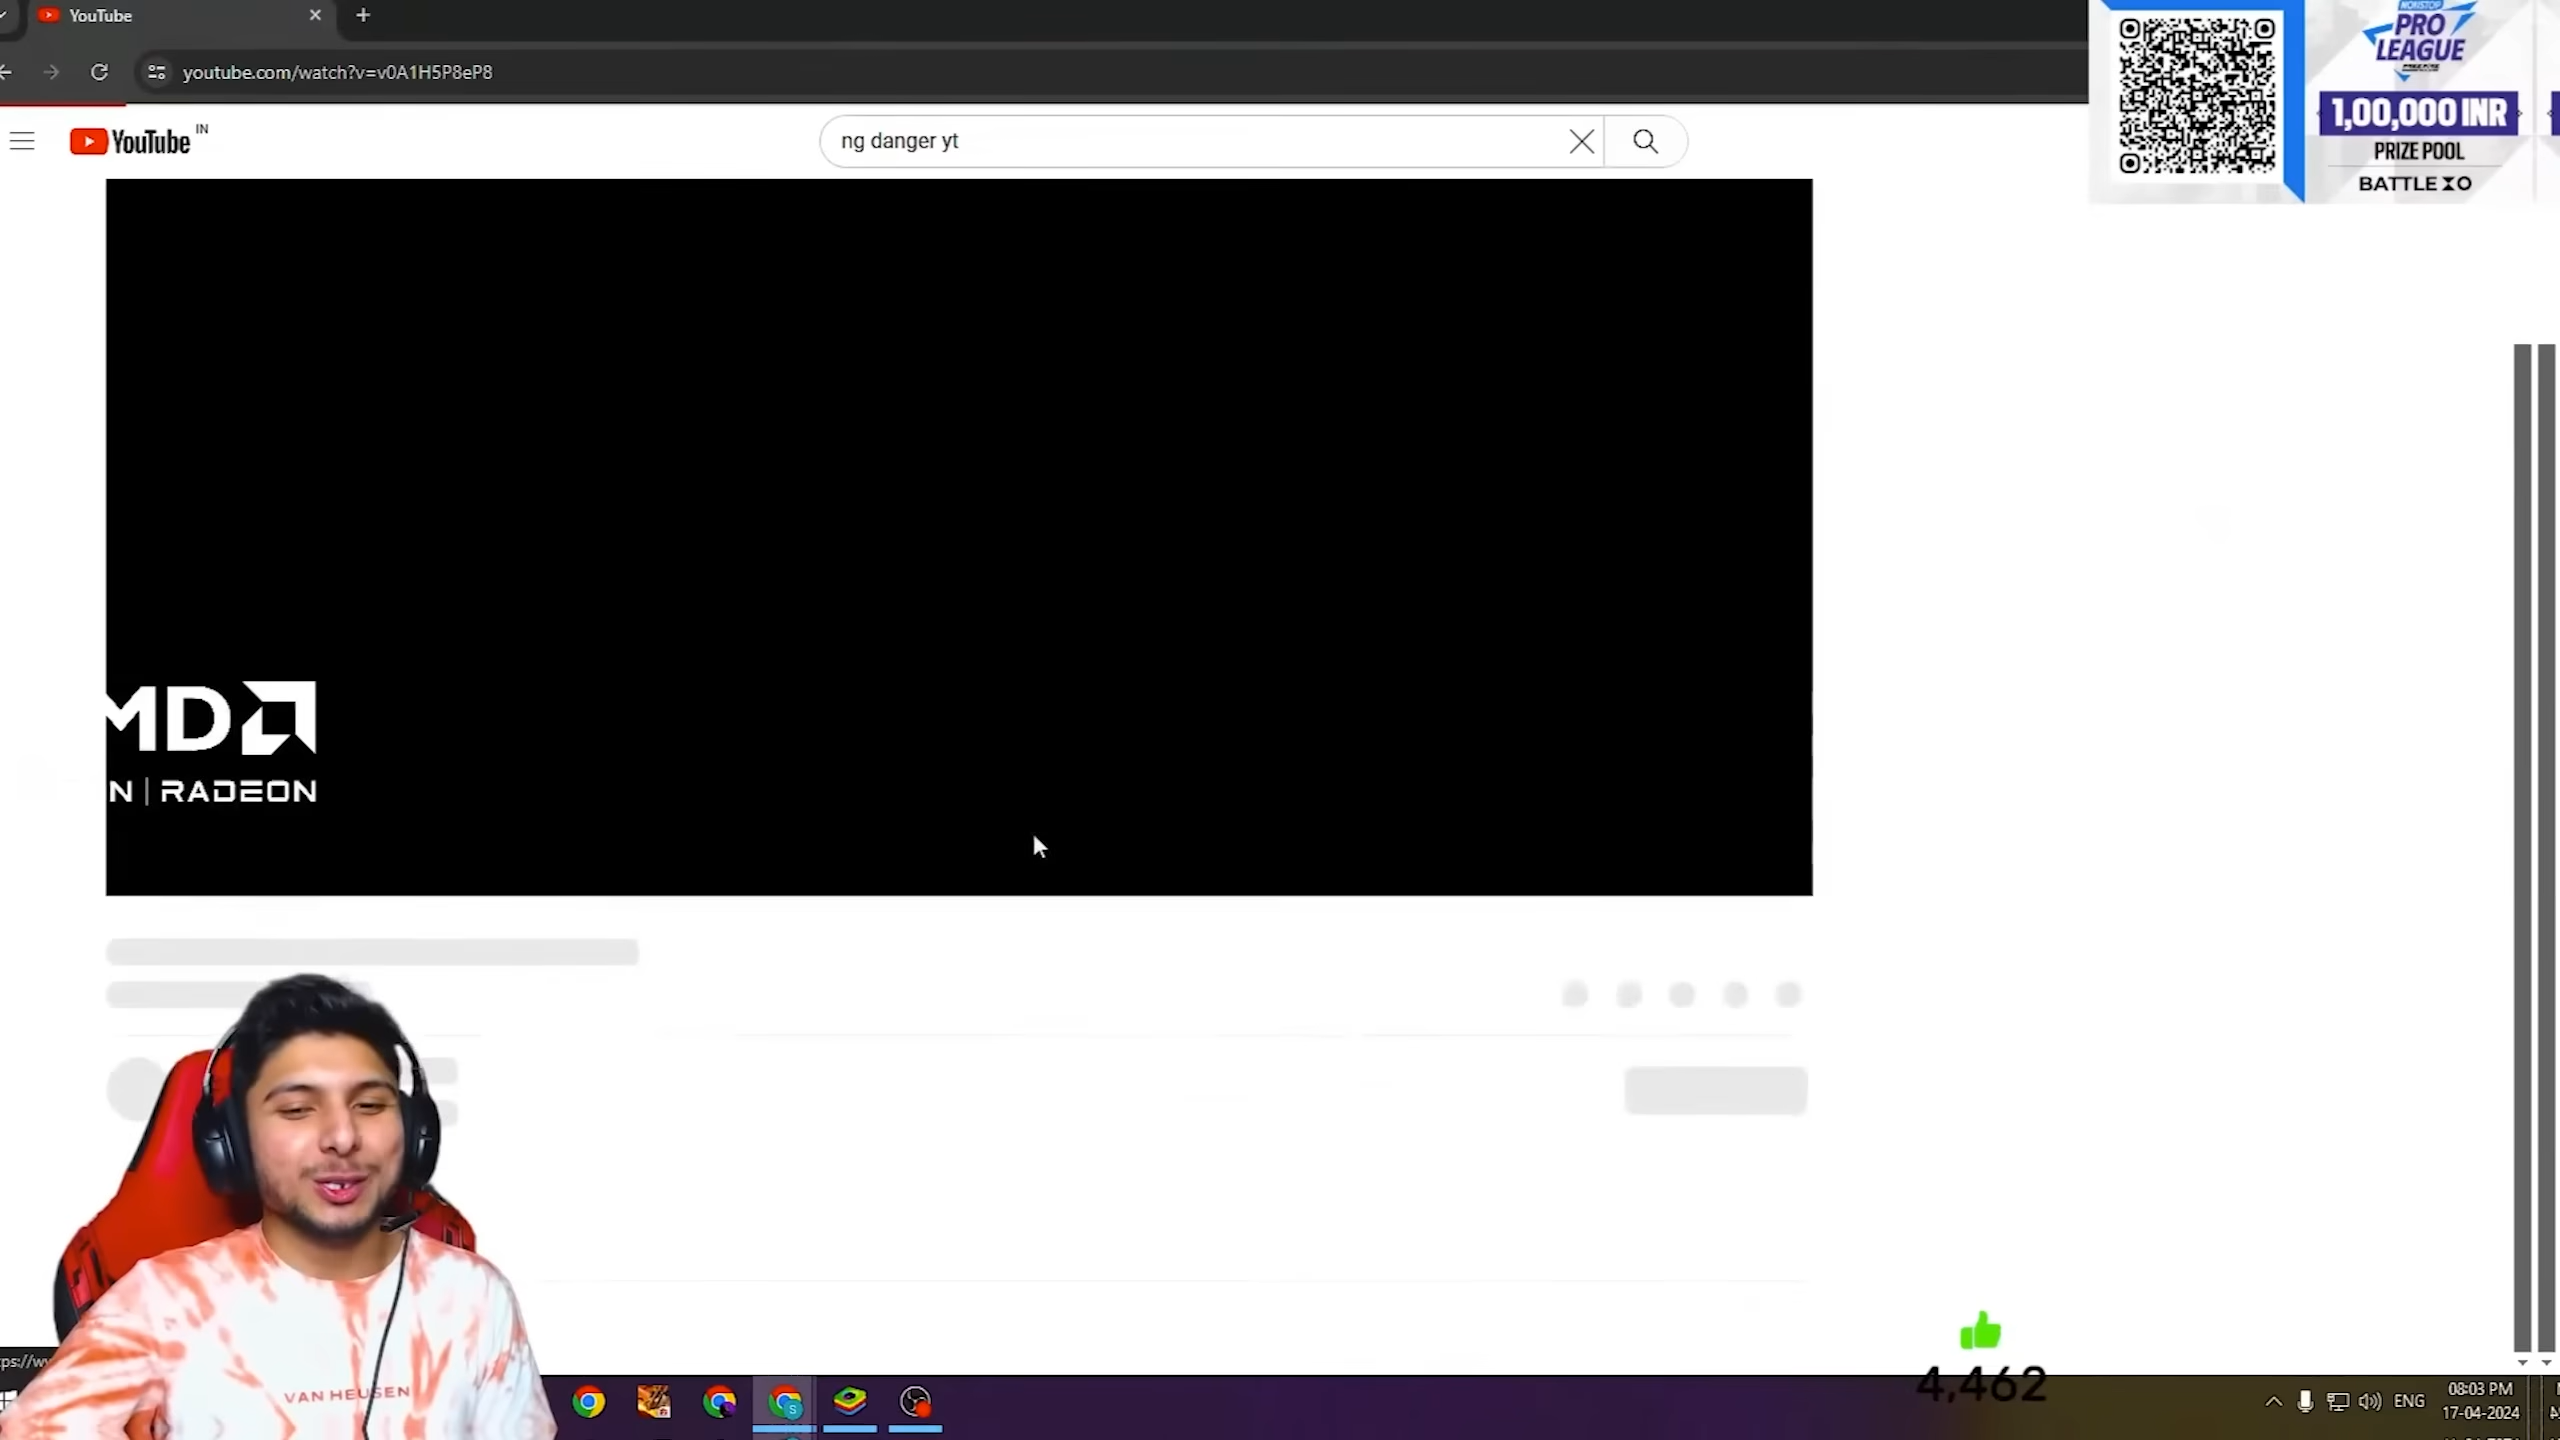 YouTube
youtube.com/watch?v=v0A1H5P8eP8
NONSTOP
PRO
LEAGUE
1,00,000 INR
PRIZE POOL
BATTLE XO
YouTube IN
ng danger yt
MD
N | RADEON
VAN HEUSEN
4,462
ENG
08:03 PM
17-04-2024